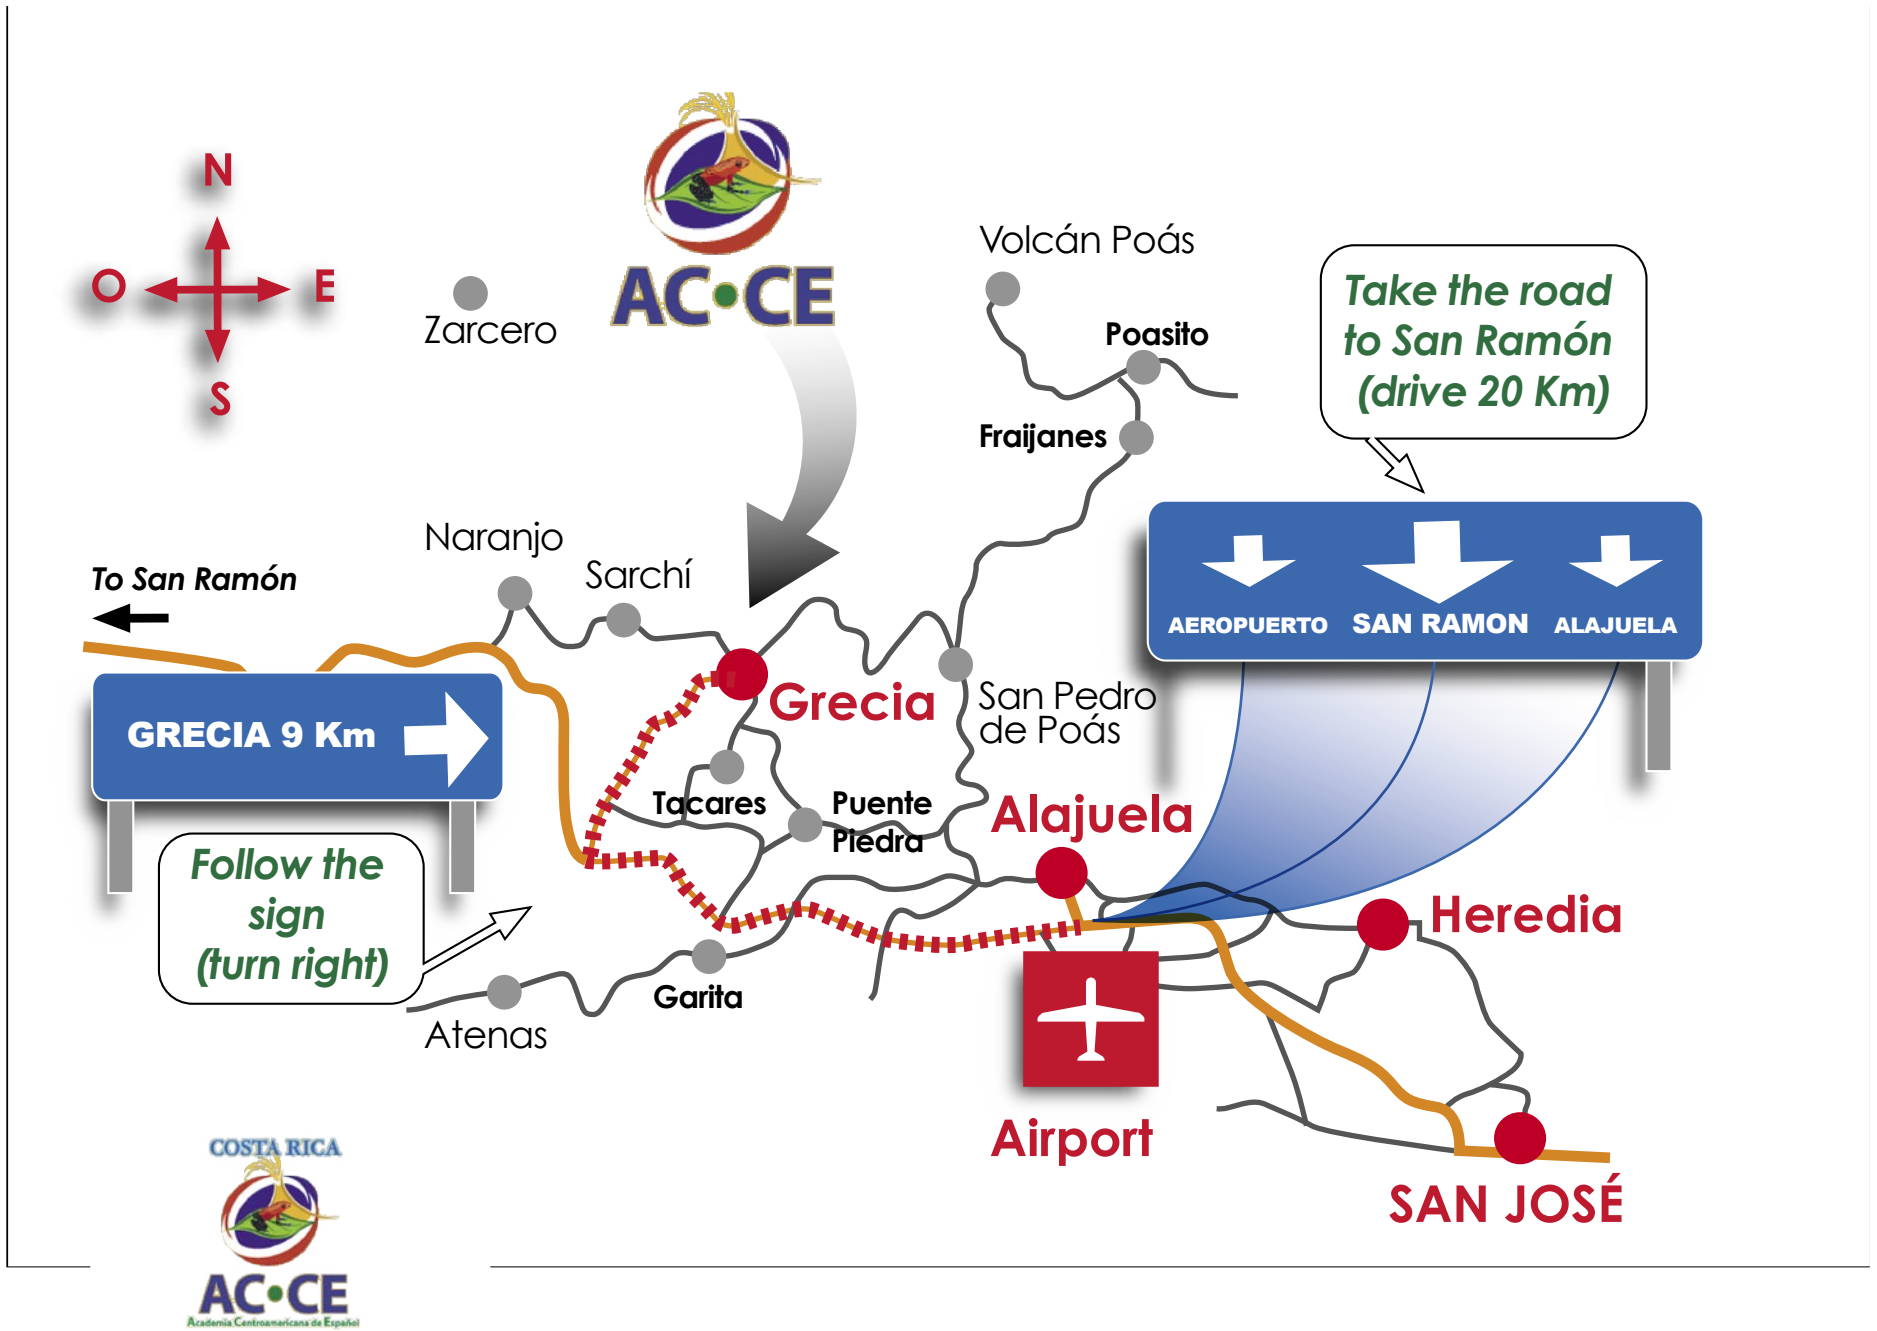 N
O
E
S
AC•CE
Zarcero
Volcán Poás
Poasito
Fraijanes
Take the road
to San Ramón
(drive 20 Km)
AEROPUERTO
SAN RAMON
ALAJUELA
Naranjo
Sarchí
To San Ramón
GRECIA 9 Km
Grecia
San Pedro
de Poás
Tacares
Puente
Piedra
Alajuela
Follow the
sign
(turn right)
Heredia
Garita
Atenas
Airport
SAN JOSÉ
COSTA RICA
AC•CE
Academia Centroamericana de Español